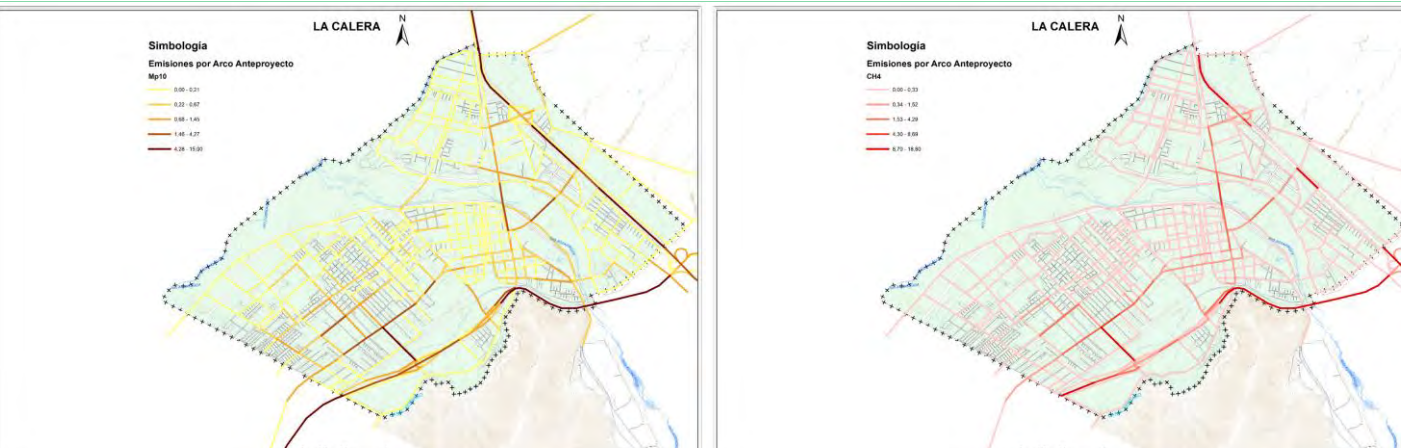 LA CALERA
N
Simbología
Emisiones por Arco Anteproyecto
Mp10
0,00 - 0,21
0,22 - 0,67
0,68 - 1,45
1,46 - 4,27
4,28 - 15,00
LA CALERA
N
Simbología
Emisiones por Arco Anteproyecto
CH4
0,00 - 0,33
0,34 - 1,52
1,53 - 4,29
4,30 - 8,69
8,70 - 18,80